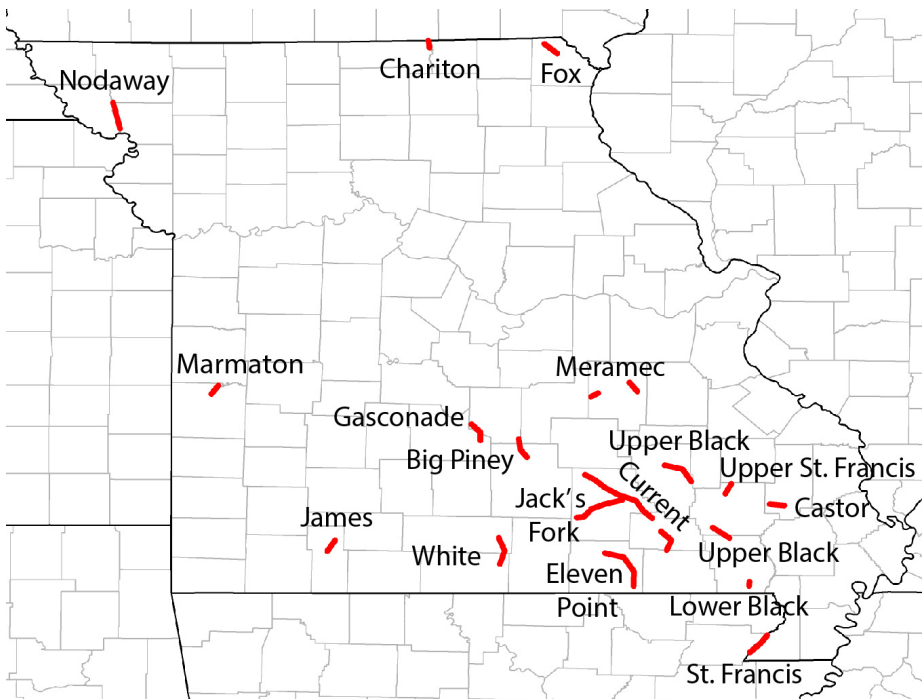 Nodaway
Chariton
Fox
Marmaton
Meramec
Gasconade
Big Piney
Upper Black
Upper St. Francis
Current
Jack's
Fork
Castor
James
White
Upper Black
Eleven
Point
Lower Black
St. Francis